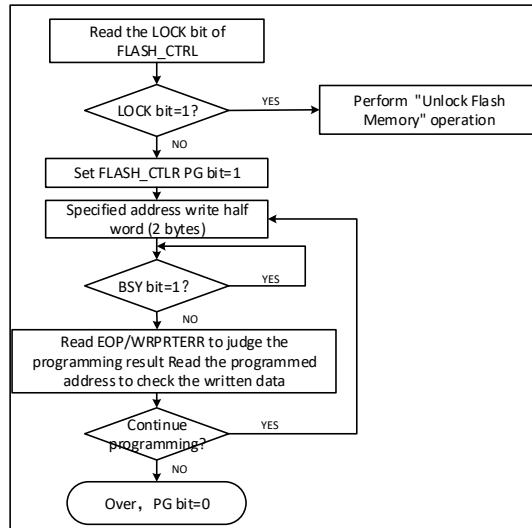 Read the LOCK bit of
FLASH_CTRL
LOCK bit=1?
YES
Perform "Unlock Flash
Memory" operation
NO
Set FLASH_CTLR PG bit=1
Specified address write half
word (2 bytes)
BSY bit=1?
YES
NO
Read EOP/WRPRTERR to judge the
programming result Read the programmed
address to check the written data
Continue
programming?
YES
NO
Over, PG bit=0